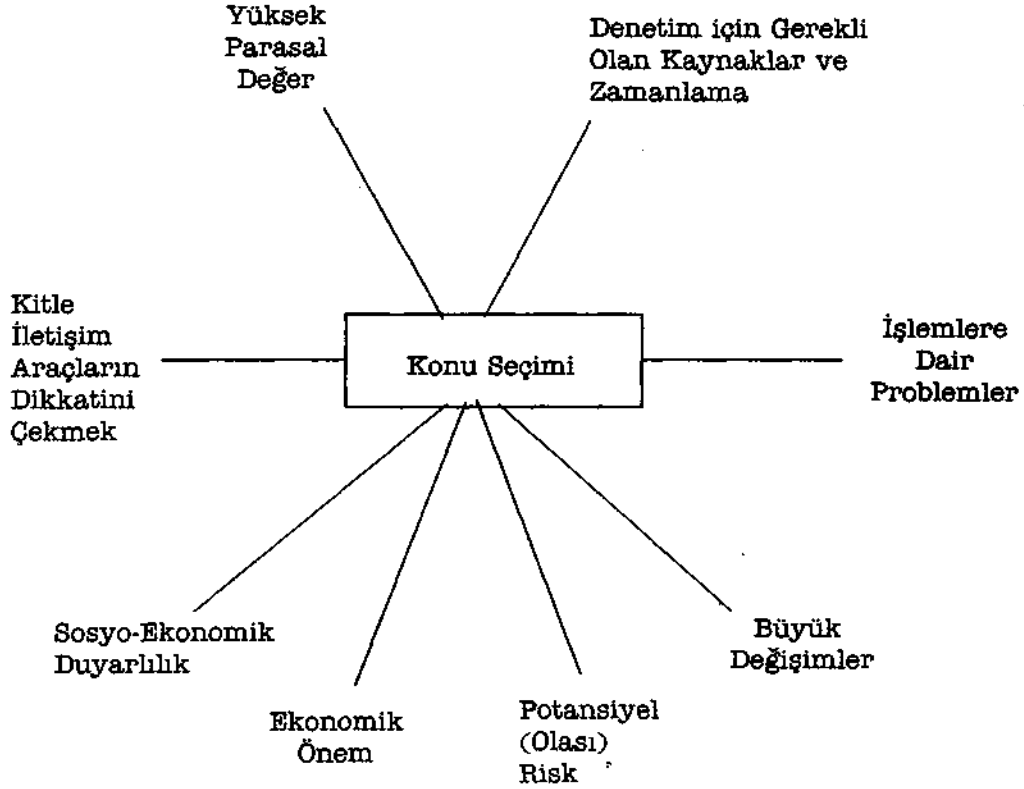 Yüksek
Parasal
Değer
Denetim için Gerekli
Olan Kaynaklar ve
Zamanlama
Kitle
İletişim
Araçların
Dikkatini
Çekmek
Konu Seçimi
İşlemlere
Dair
Problemler
Sosyo-Ekonomik
Duyarlılık
Ekonomik
Önem
Potansiyel
(Olası)
Risk
Büyük
Değişimler